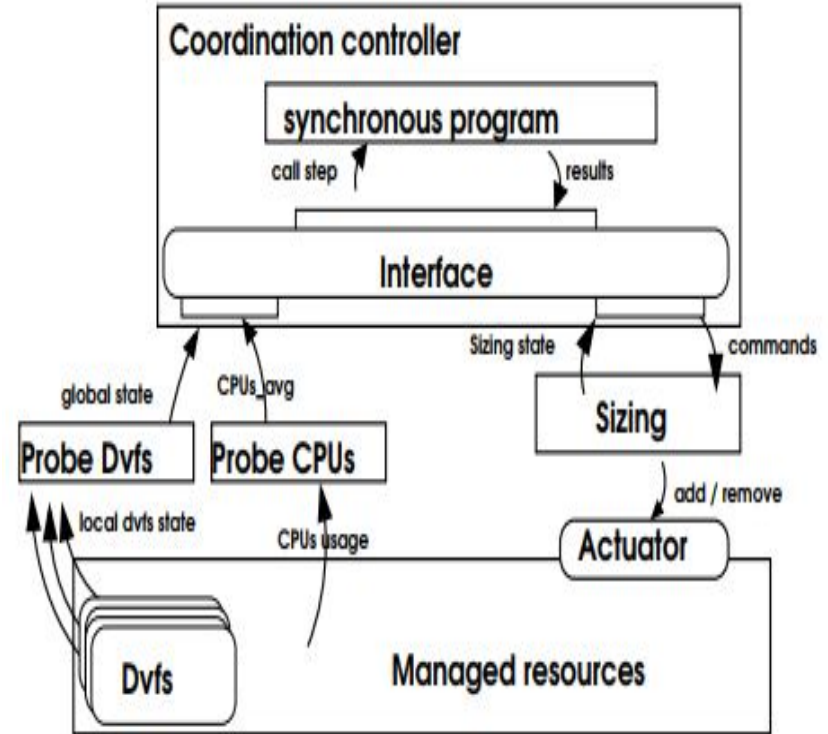 Coordination controller
synchronous program
call step
results
Interface
Sizing state
commands
global state
CPUs_avg
Sizing
Probe Dvfs
Probe CPUs
add / remove
local dvfs state
CPUs usage
Actuator
Dvfs
Managed resources